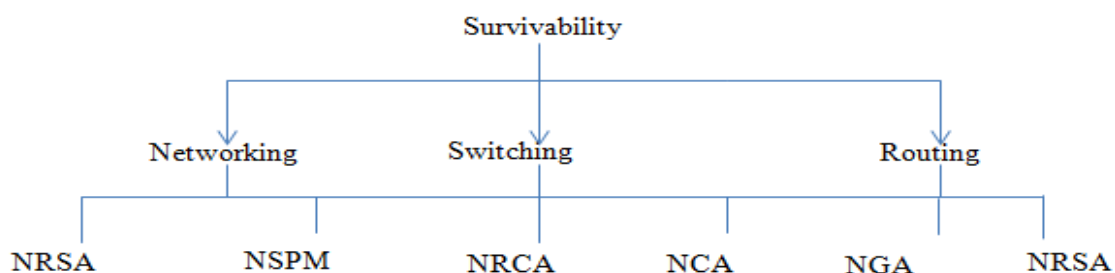 Survivability
Networking Switching Routing
NRSA NSPM NRCA NCA NGA NRSA